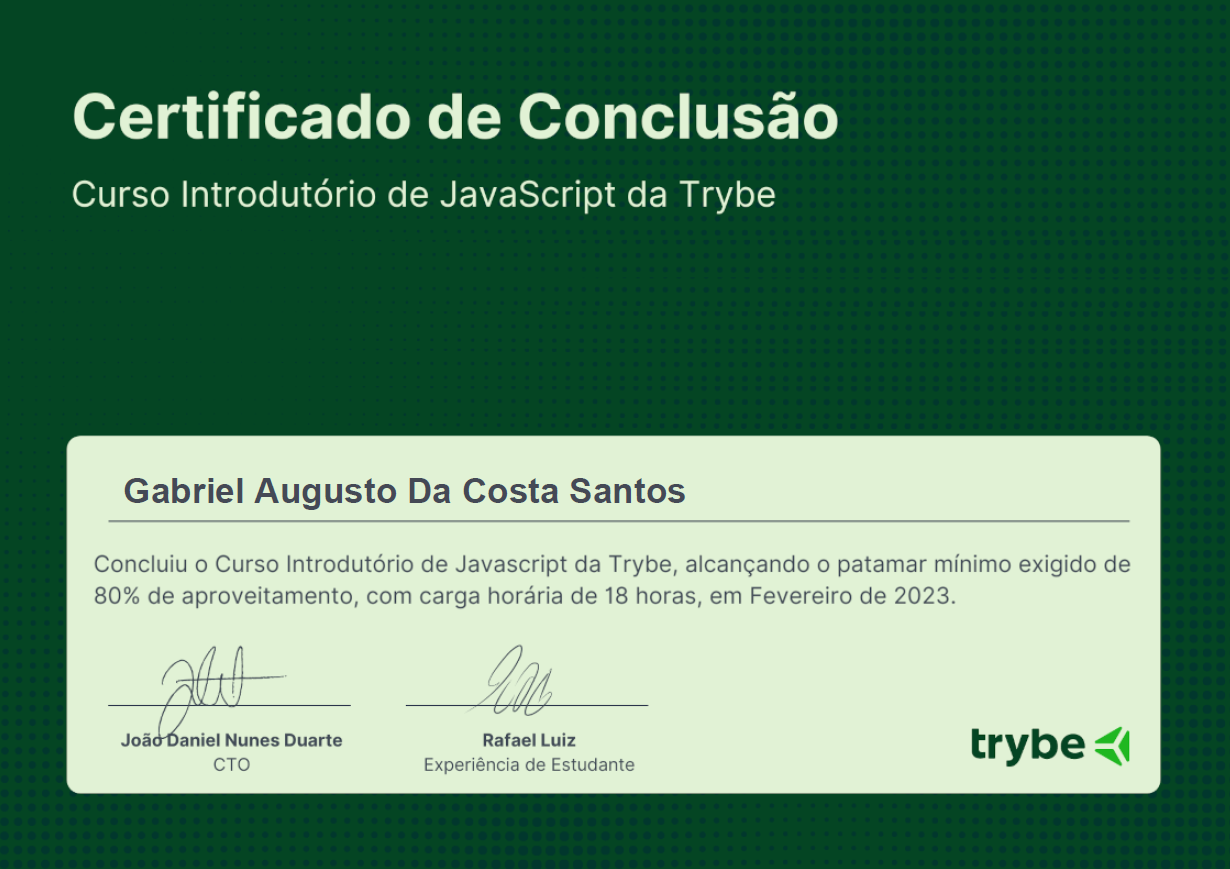 Certificado de Conclusão
Curso Introdutório de JavaScript da Trybe
Gabriel Augusto Da Costa Santos
Concluiu o Curso Introdutório de Javascript da Trybe, alcançando o patamar mínimo exigido de
80% de aproveitamento, com carga horária de 18 horas, em Fevereiro de 2023.
João Daniel Nunes Duarte
CTO
Rafael Luiz
Experiência de Estudante
trybe